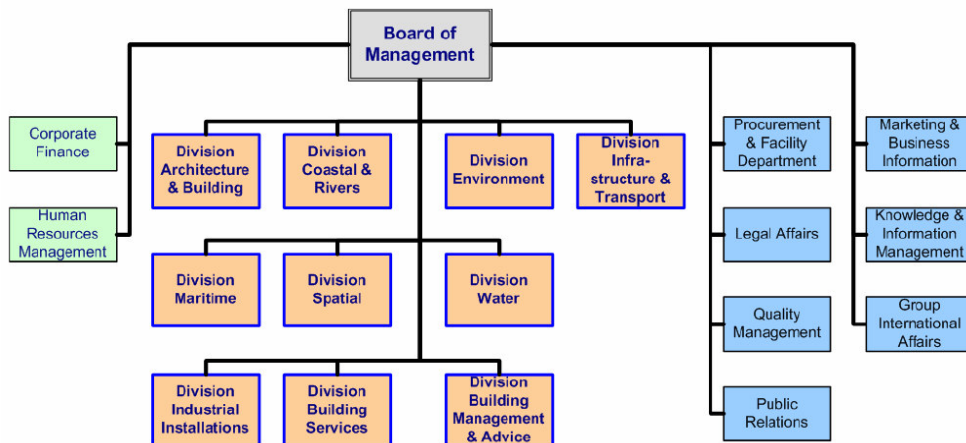 Board of
Management
Corporate
Finance
Human
Resources
Management
Division
Architecture
& Building
Division
Coastal &
Rivers
Division
Environment
Division
Infra-
structure &
Transport
Division
Maritime
Division
Spatial
Division
Water
Division
Industrial
Installations
Division
Building
Services
Division
Building
Management
& Advice
Procurement
& Facility
Department
Legal Affairs
Quality
Management
Public
Relations
Marketing &
Business
Information
Knowledge &
Information
Management
Group
International
Affairs